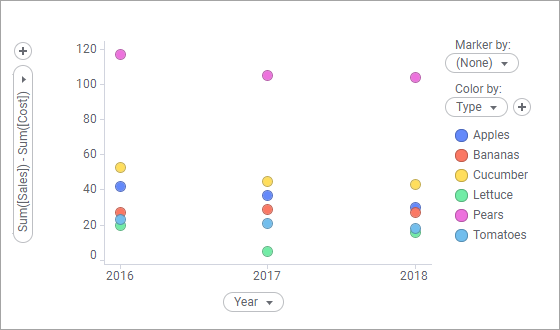 Sum([Sales]) - Sum([Cost])
120
100
80
60
40
20
0
2016
2017
2018
Year
Marker by:
(None)
Color by:
Type
Apples
Bananas
Cucumber
Lettuce
Pears
Tomatoes